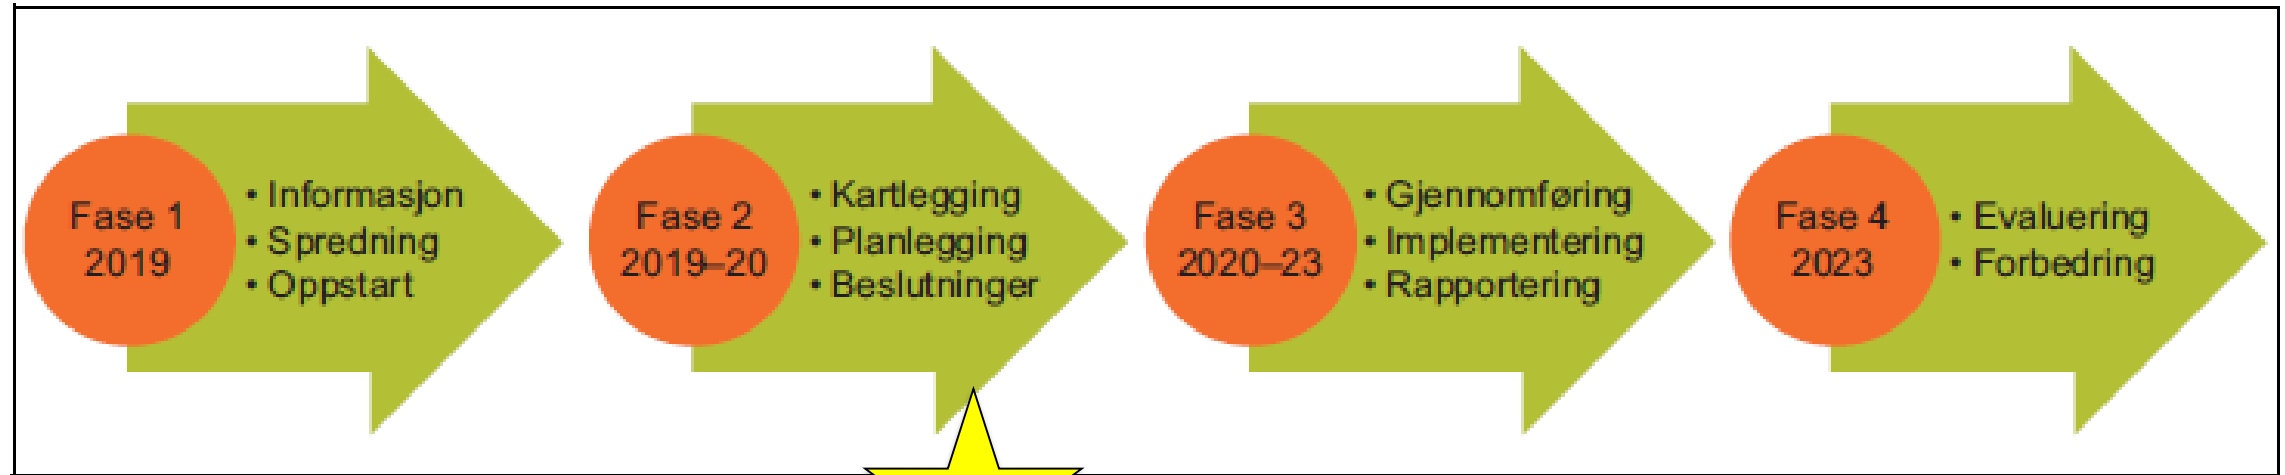 Fase 1
2019
• Informasjon
• Spredning
• Oppstart
Fase 2
2019–20
• Kartlegging
• Planlegging
• Beslutninger
Fase 3
2020–23
• Gjennomføring
• Implementering
• Rapportering
Fase 4
2023
• Evaluering
• Forbedring